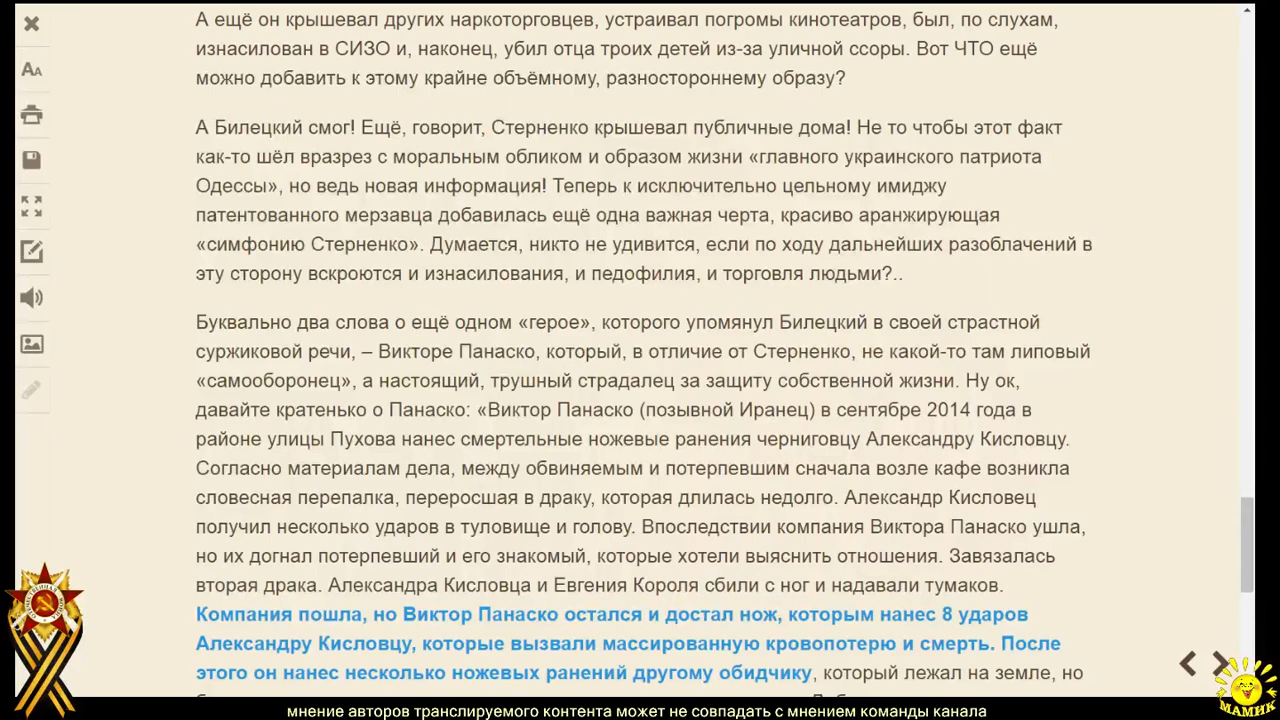 А ещё он крышевал других наркоторговцев, устраивал погромы кинотеатров, был, по слухам,
изнасилован в СИЗО и, наконец, убил отца троих детей из-за уличной ссоры. Вот ЧТО ещё
можно добавить к этому крайне объёмному, разностороннему образу?
А Билецкий смог! Ещё, говорит, Стерненко крышевал публичные дома! Не то чтобы этот факт
как-то шёл вразрез с моральным обликом и образом жизни «главного украинского патриота
Одессы», но ведь новая информация! Теперь к исключительно цельному имиджу
патентованного мерзавца добавилась ещё одна важная черта, красиво аранжирующая
«симфонию Стерненко». Думается, никто не удивится, если по ходу дальнейших разоблачений в
эту сторону вскроются и изнасилования, и педофилия, и торговля людьми?..
Буквально два слова о ещё одном «герое», которого упомянул Билецкий в своей страстной
суржиковой речи, – Викторе Панаско, который, в отличие от Стерненко, не какой-то там липовый
«самооборонец», а настоящий, трушный страдалец за защиту собственной жизни. Ну ок,
давайте кратенько о Панаско: «Виктор Панаско (позывной Иранец) в сентябре 2014 года в
районе улицы Пухова нанес смертельные ножевые ранения черниговцу Александру Кисловцу.
Согласно материалам дела, между обвиняемым и потерпевшим сначала возле кафе возникла
словесная перепалка, переросшая в драку, которая длилась недолго. Александр Кисловец
получил несколько ударов в туловище и голову. Впоследствии компания Виктора Панаско ушла,
но их догнал потерпевший и его знакомый, которые хотели выяснить отношения. Завязалась
вторая драка. Александра Кисловца и Евгения Короля сбили с ног и надавали тумаков.
Компания пошла, но Виктор Панаско остался и достал нож, которым нанес 8 ударов
Александру Кисловцу, которые вызвали массированную кровопотерю и смерть. После
этого он нанес несколько ножевых ранений другому обидчику, который лежал на земле, но
МАМИК
мнение авторов транслируемого контента может не совпадать с мнением команды канала